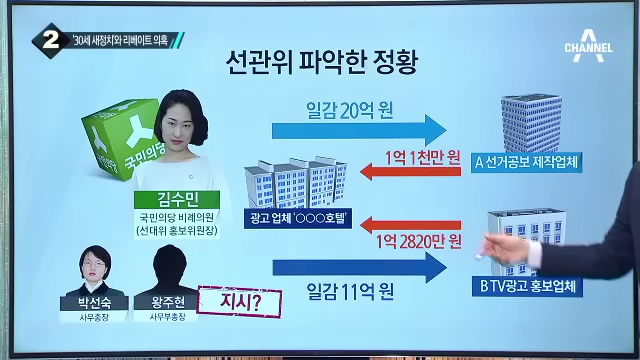 2
'30세 새정치'와 리베이트 의혹
CHANNEL A
선관위 파악한 정황
국민의당
일감 20억 원
1억 1천만 원
A 선거공보 제작업체
김수민
국민의당 비례의원
(선대위 홍보위원장)
광고 업체 '○○○호텔'
1억 2820만 원
박선숙
사무총장
왕주현
사무부총장
지시?
일감 11억 원
B TV광고 홍보업체